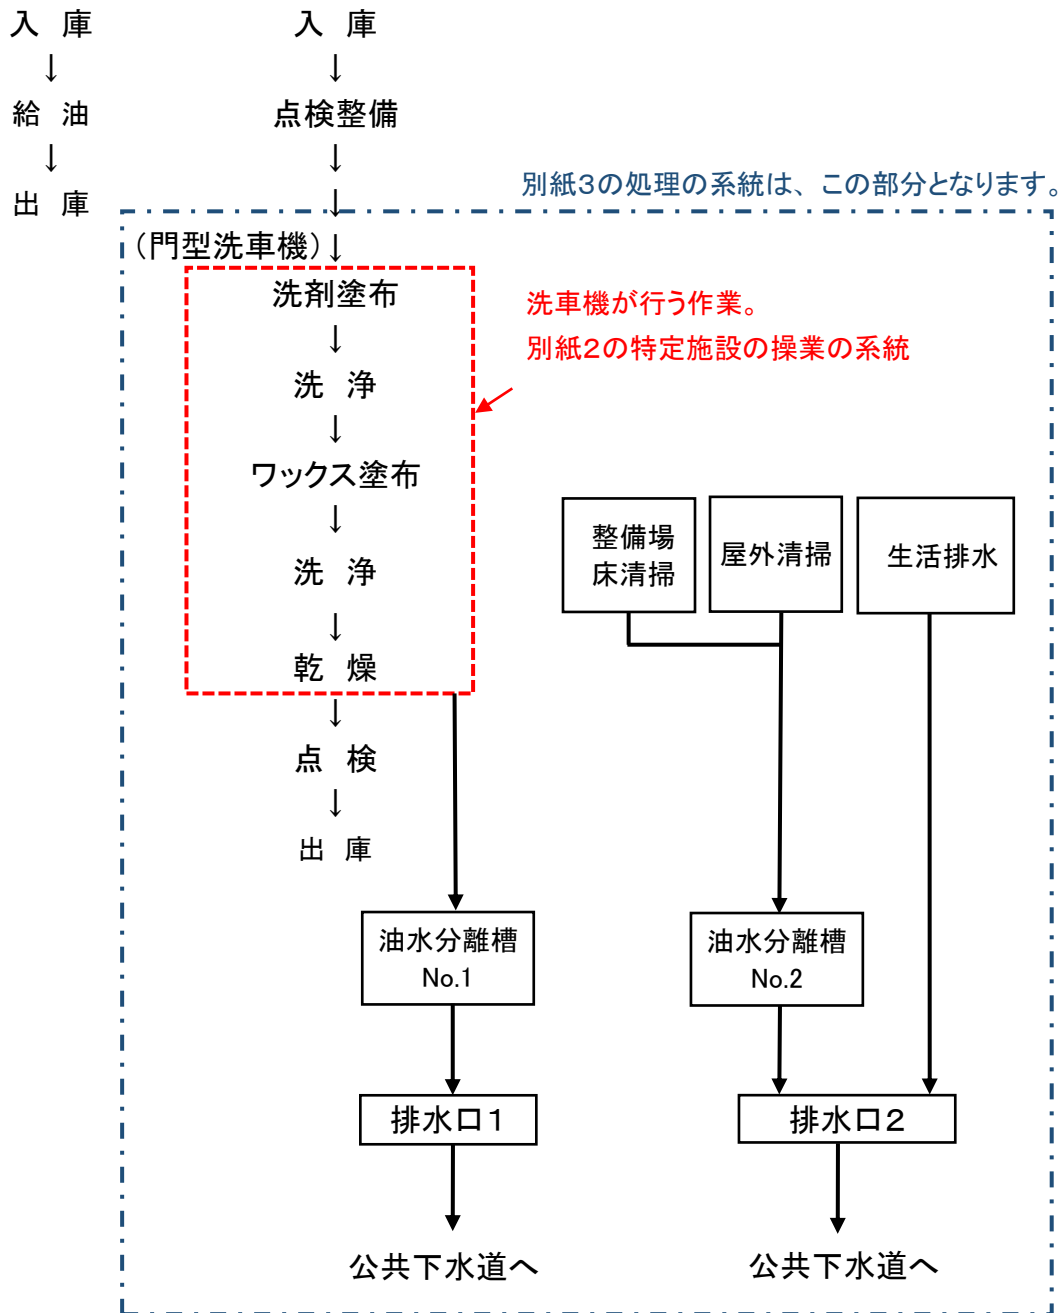 入　庫
↓
給　油
↓
出　庫
入　庫
↓
点検整備
↓
↓
別紙３の処理の系統は、この部分となります。
（門型洗車機）↓
洗剤塗布
↓
洗　浄
↓
ワックス塗布
↓
洗　浄
↓
乾　燥
↓
点　検
↓
出　庫
洗車機が行う作業。
別紙２の特定施設の操業の系統
整備場
床清掃
屋外清掃
生活排水
油水分離槽
No.1
油水分離槽
No.2
排水口１
排水口２
公共下水道へ
公共下水道へ